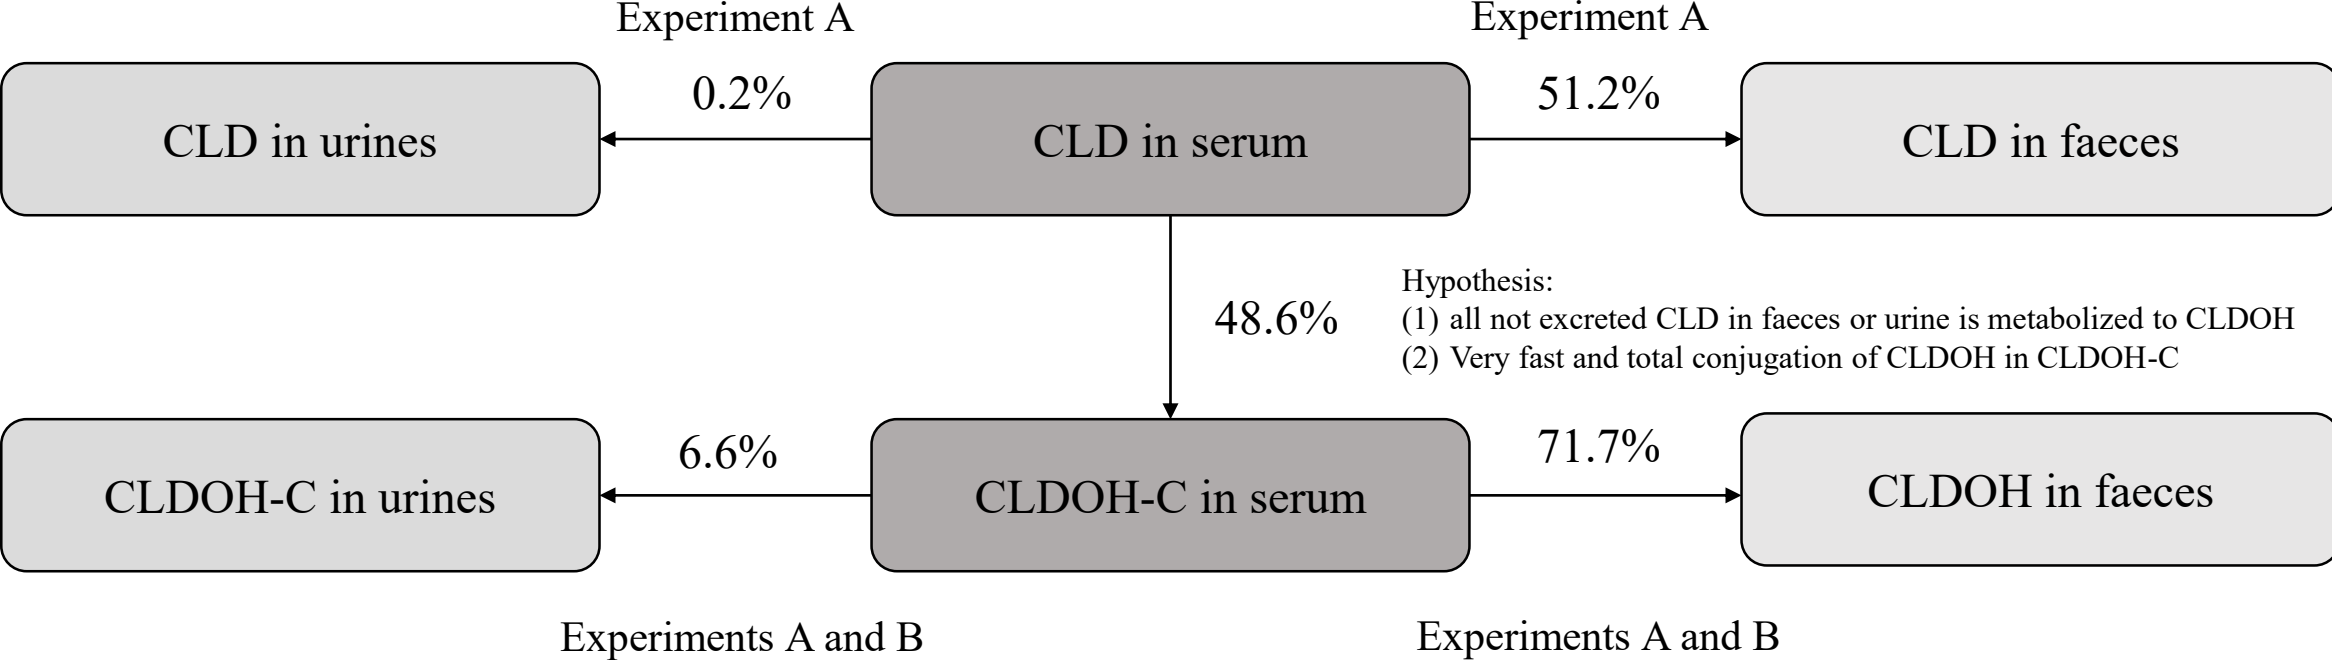 Experiment A
Experiment A
0.2%
51.2%
CLD in urines
CLD in serum
CLD in faeces
48.6%
Hypothesis:
(1) all not excreted CLD in faeces or urine is metabolized to CLDOH
(2) Very fast and total conjugation of CLDOH in CLDOH-C
6.6%
71.7%
CLDOH-C in urines
CLDOH-C in serum
CLDOH in faeces
Experiments A and B
Experiments A and B